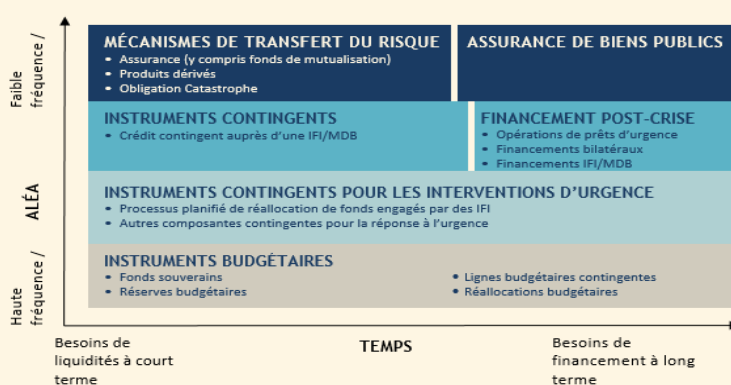 Faible
fréquence /
ALÉA
Haute
fréquence /
MÉCANISMES DE TRANSFERT DU RISQUE
• Assurance (y compris fonds de mutualisation)
• Produits dérivés
• Obligation Catastrophe
ASSURANCE DE BIENS PUBLICS
INSTRUMENTS CONTINGENTS
• Crédit contingent auprès d'une IFI/MDB
FINANCEMENT POST-CRISE
• Opérations de prêts d'urgence
• Financements bilatéraux
• Financements IFI/MDB
INSTRUMENTS CONTINGENTS POUR LES INTERVENTIONS D'URGENCE
• Processus planifié de réallocation de fonds engagés par des IFI
• Autres composantes contingentes pour la réponse à l'urgence
INSTRUMENTS BUDGÉTAIRES
• Fonds souverains
• Réserves budgétaires
• Lignes budgétaires contingentes
• Réallocations budgétaires
Besoins de
liquidités à court
terme
TEMPS
Besoins de
financement à long
terme